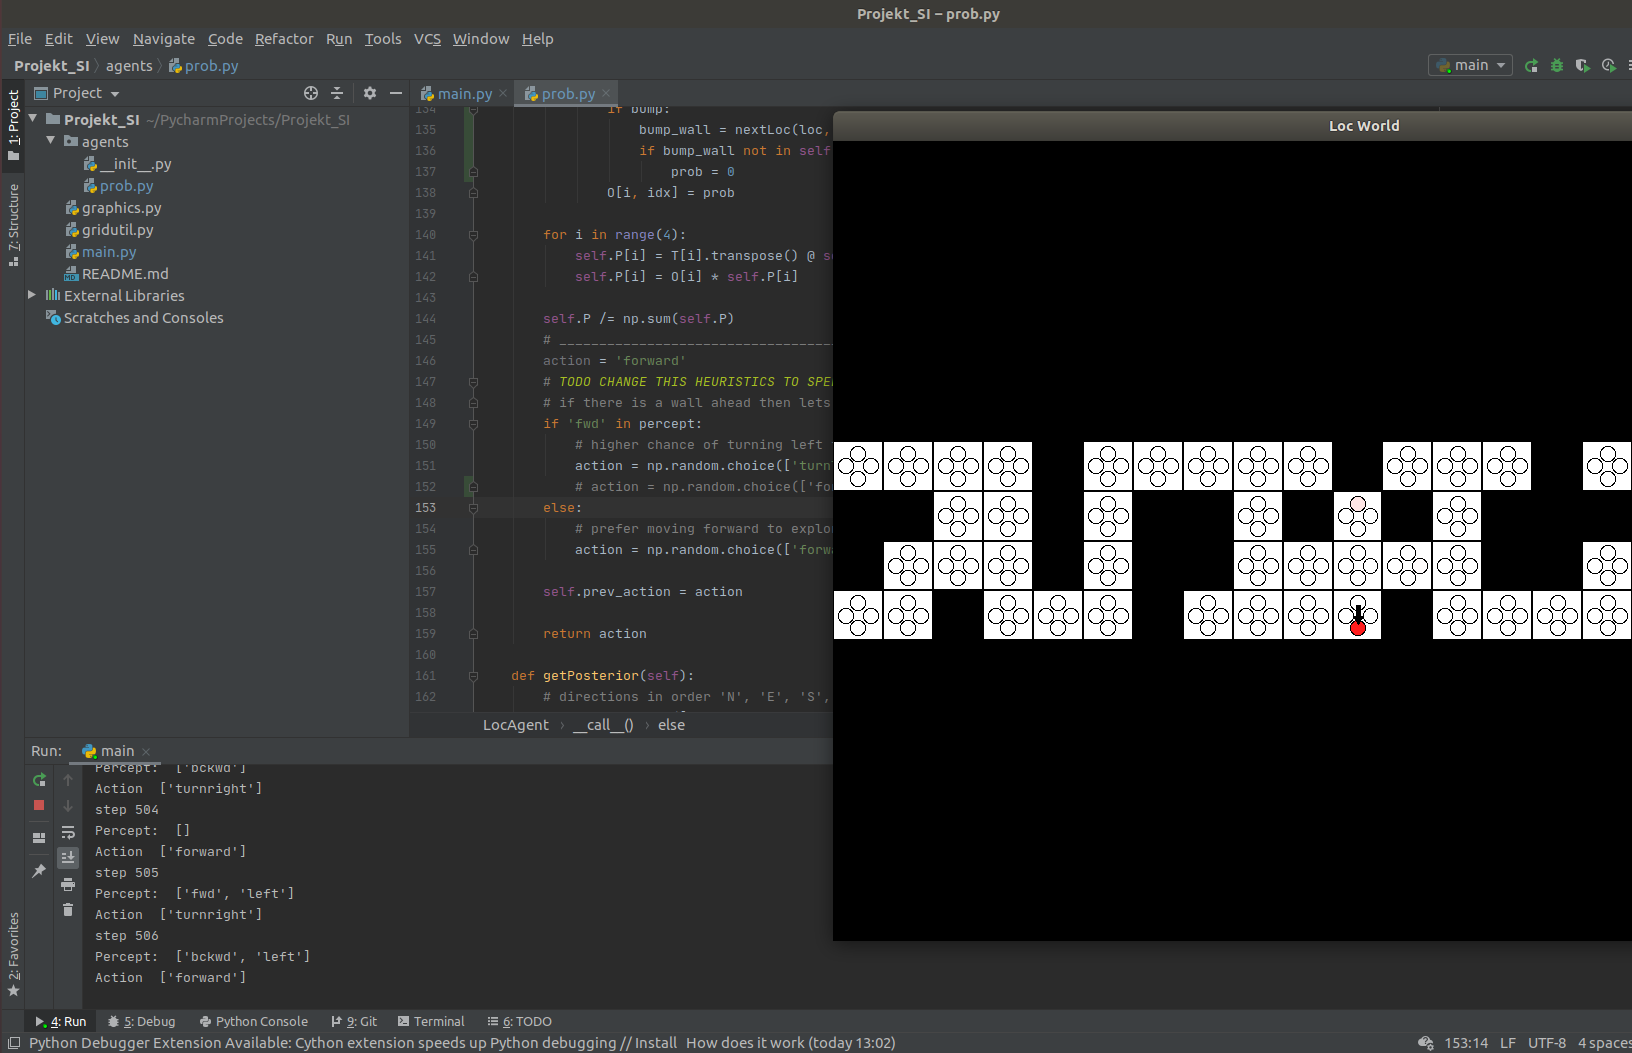 Projekt_SI – prob.py
File Edit View Navigate Code Refactor Run Tools VCS Window Help
Projekt_SI agents prob.py main
Project
main.py
prob.py
1: Project
7: Structure
2: Favorites
Projekt_SI ~/PycharmProjects/Projekt_SI
agents
__init__.py
prob.py
graphics.py
gridutil.py
main.py
README.md
External Libraries
Scratches and Consoles
134 if bump:
135 bump_wall = nextLoc(loc,
136 if bump_wall not in self
137 prob = 0
138 O[i, idx] = prob
139
140 for i in range(4):
141 self.P[i] = T[i].transpose() @
142 self.P[i] = O[i] * self.P[i]
143
144 self.P /= np.sum(self.P)
145 # __________________________________
146 action = 'forward'
147 # TODO CHANGE THIS HEURISTICS TO
148 # if there is a wall ahead then lets
149 if 'fwd' in percept:
150 # higher chance of turning left
151 action = np.random.choice(['turn
152 # action = np.random.choice(['fo
153 else:
154 # prefer moving forward to explo
155 action = np.random.choice(['forw
156
157 self.prev_action = action
158
159 return action
160
161 def getPosterior(self):
162 # directions in order 'N', 'E', 'S',
LocAgent › __call__() › else
Loc World
Run: main
Percept: ['bckwd']
Action ['turnright']
step 504
Percept: []
Action ['forward']
step 505
Percept: ['fwd', 'left']
Action ['turnright']
step 506
Percept: ['bckwd', 'left']
Action ['forward']
4: Run 5: Debug Python Console 9: Git Terminal 6: TODO
Python Debugger Extension Available: Cython extension speeds up Python debugging // Install How does it work (today 13:02) 153:14 LF UTF-8 4 spaces